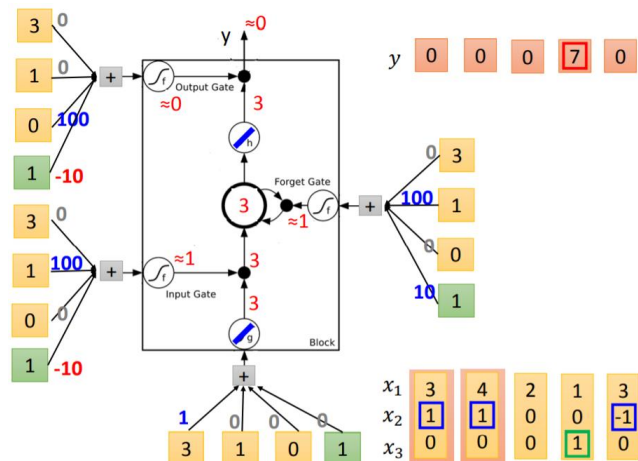 ≈0
y
3 0
1 0
0 100
1 -10
+
f
Output Gate
≈0
3
h
3
Forget Gate
f
≈1
+
0 3
100 1
0 0
10 1
3 0
1 100
0 0
1 -10
+
f
≈1
Input Gate
3
3
g
Block
+
1 0 0 0
3 1 0 1
y 0 0 0 7 0
x1 3 4 2 1 3
x2 1 1 0 0 -1
x3 0 0 0 1 0